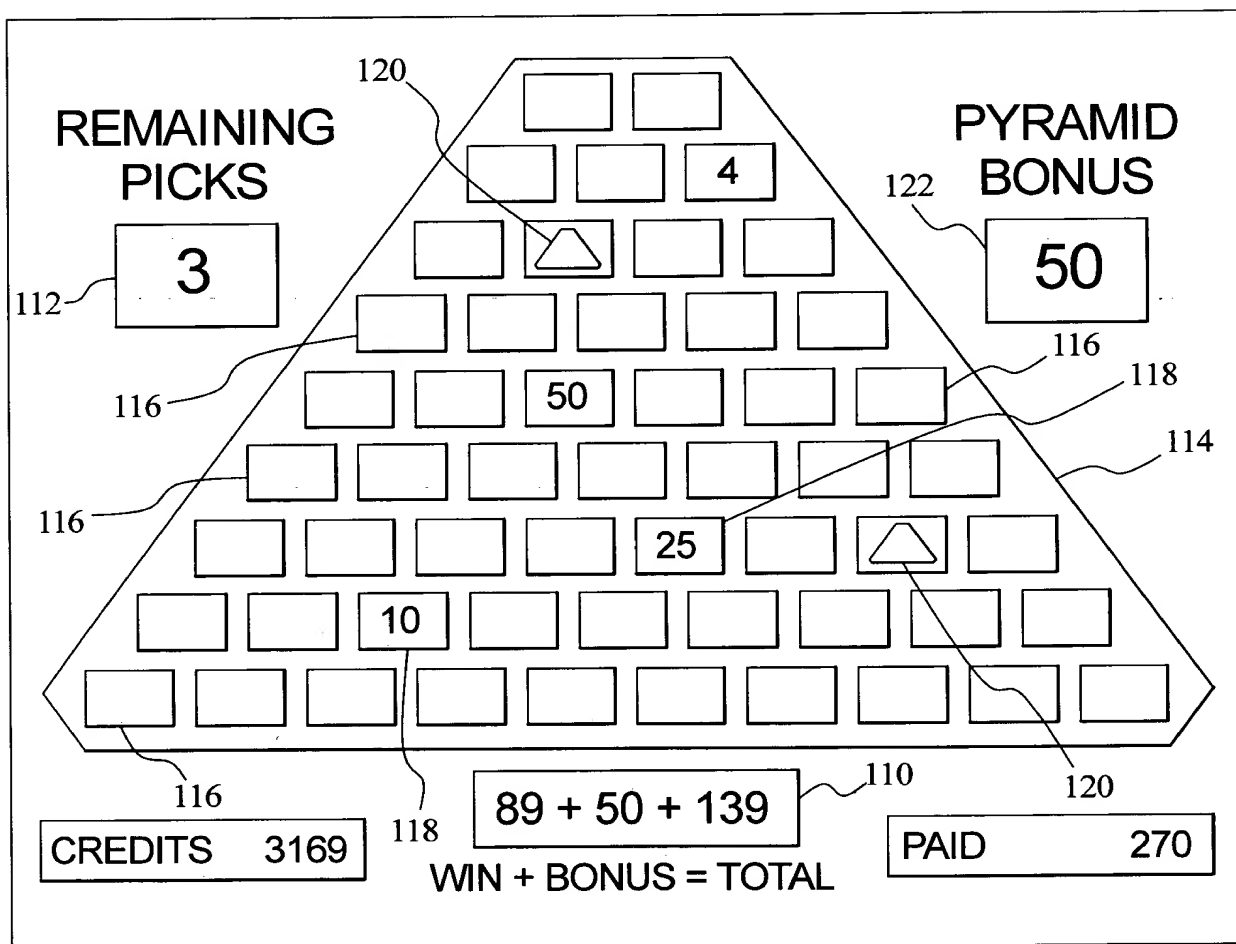 120
REMAINING
PICKS
PYRAMID
BONUS
4
122
3
112
50
116
118
116
50
114
116
25
10
116
118
89 + 50 + 139
110
120
CREDITS 3169
WIN + BONUS = TOTAL
PAID 270